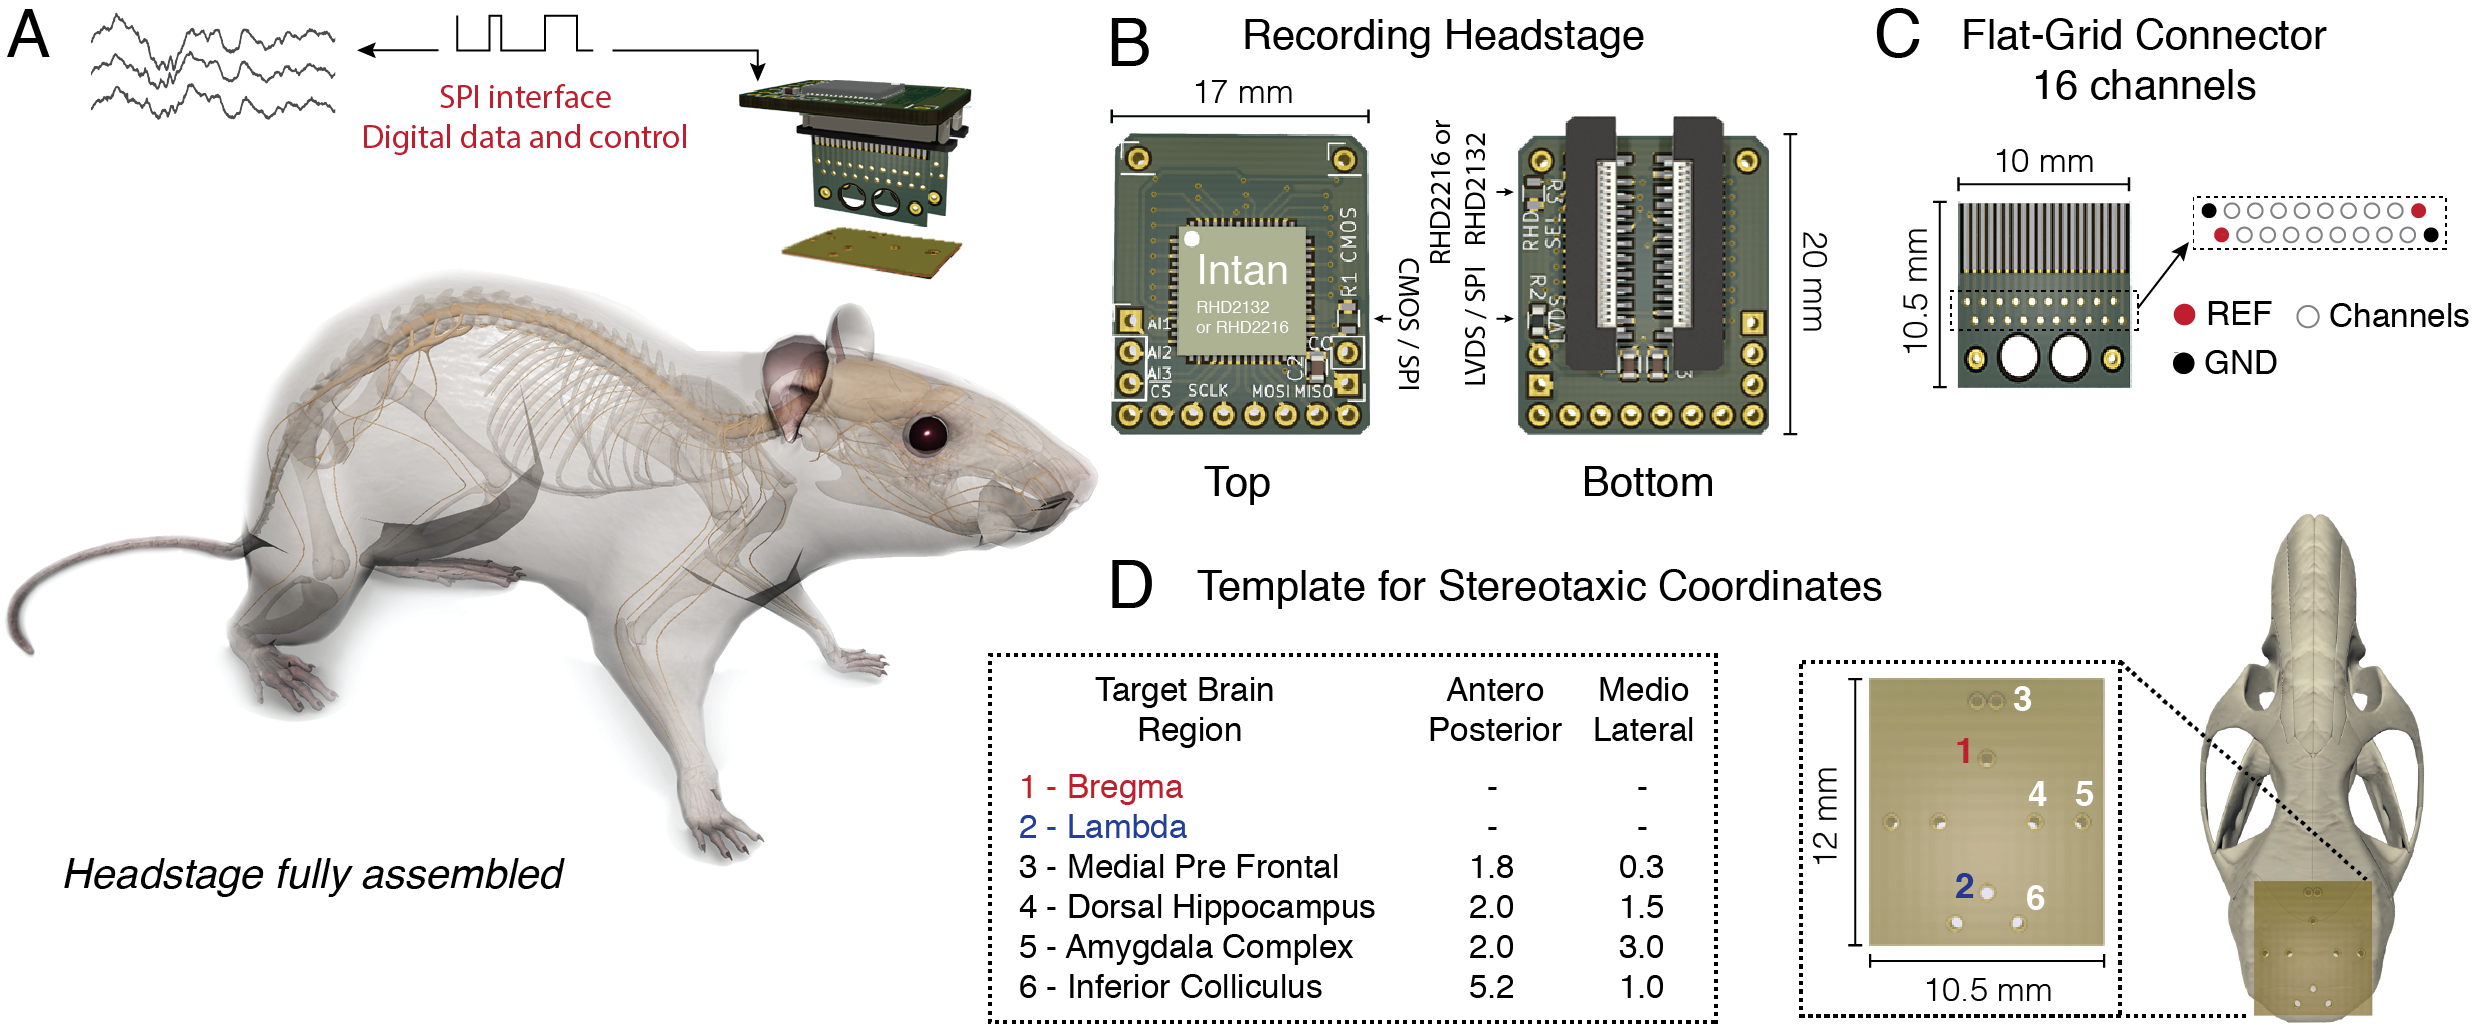 A
SPI interface
Digital data and control
Headstage fully assembled
B
Recording Headstage
17 mm
Intan
RHD2132
or RHD2216
R1 CMOS
AI1
AI2
AI3
CS
SCLK
MOSI
MISO
C2
CMOS / SPI
Top
RHD2216 or
RHD2132
LVDS / SPI
RHD
R2
LVDS
20 mm
Bottom
C
Flat-Grid Connector
16 channels
10 mm
10.5 mm
REF
Channels
GND
D
Template for Stereotaxic Coordinates
Target Brain Region
Antero Posterior
Medio Lateral
1 - Bregma - -
2 - Lambda - -
3 - Medial Pre Frontal 1.8 0.3
4 - Dorsal Hippocampus 2.0 1.5
5 - Amygdala Complex 2.0 3.0
6 - Inferior Colliculus 5.2 1.0
3
1
4
5
2
6
12 mm
10.5 mm